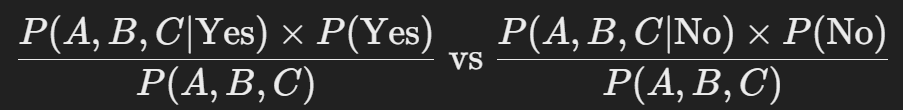 P(A, B, C|Yes) × P(Yes) / P(A, B, C) vs P(A, B, C|No) × P(No) / P(A, B, C)